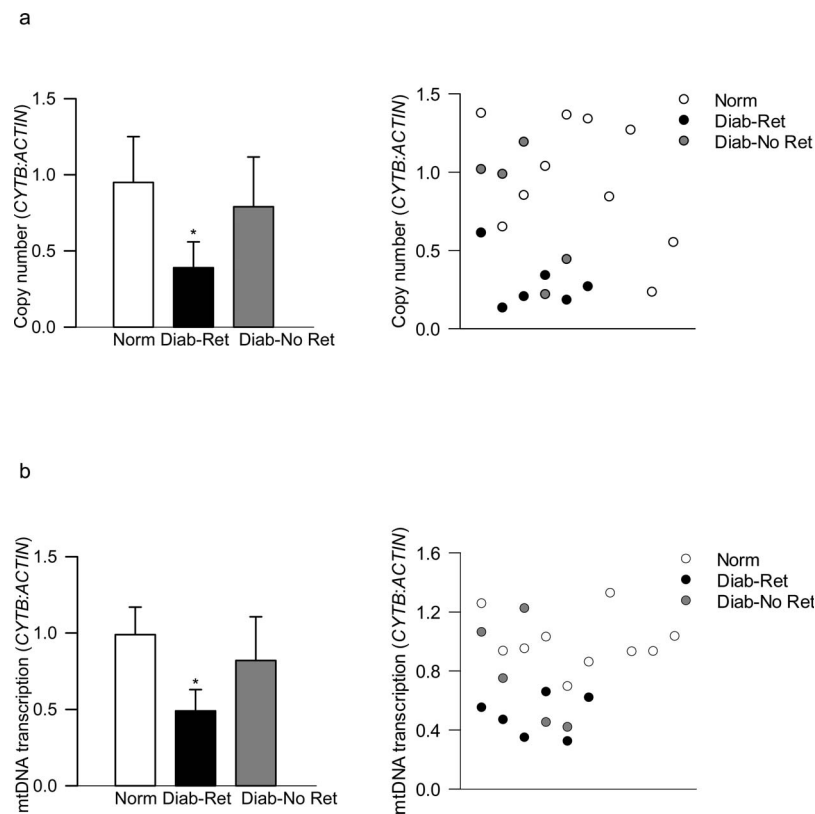 a
Copy number (CYTB:ACTIN)
1.5
1.0
0.5
0.0
*
Norm Diab-Ret Diab-No Ret
Copy number (CYTB:ACTIN)
1.5
1.0
0.5
0.0
Norm
Diab-Ret
Diab-No Ret
b
mtDNA transcription (CYTB:ACTIN)
1.5
1.0
0.5
0.0
*
Norm Diab-Ret Diab-No Ret
mtDNA transcription (CYTB:ACTIN)
1.6
1.2
0.8
0.4
0.0
Norm
Diab-Ret
Diab-No Ret